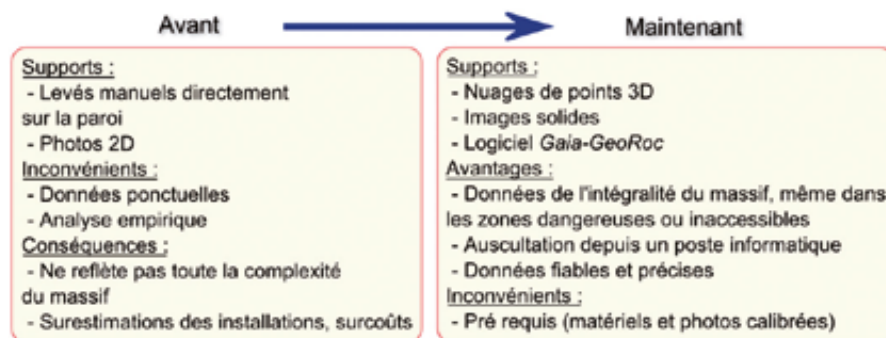 Avant
Maintenant
Supports :
- Levés manuels directement
sur la paroi
- Photos 2D
Inconvénients :
- Données ponctuelles
- Analyse empirique
Conséquences :
- Ne reflète pas toute la complexité
du massif
- Surestimations des installations, surcoûts
Supports :
- Nuages de points 3D
- Images solides
- Logiciel Gaia-GeoRoc
Avantages :
- Données de l'intégralité du massif, même dans
les zones dangereuses ou inaccessibles
- Auscultation depuis un poste informatique
- Données fiables et précises
Inconvénients :
- Pré requis (matériels et photos calibrées)